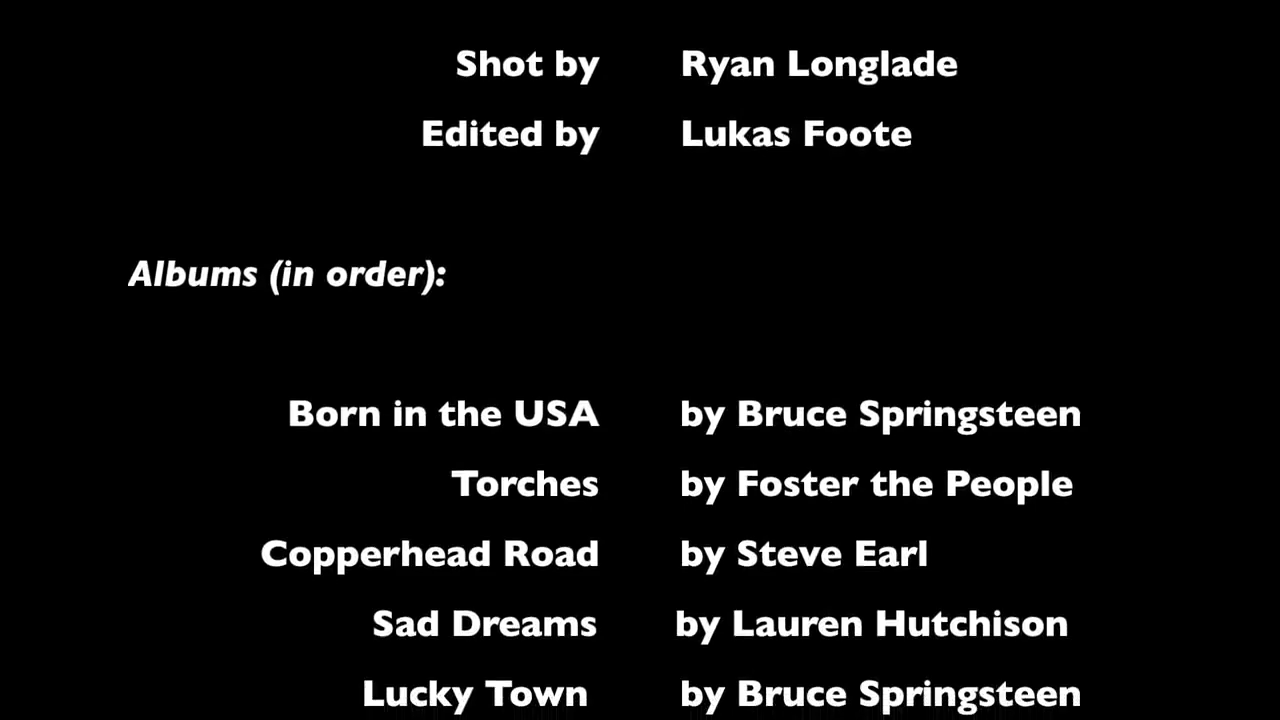 Shot by Ryan Longlade
Edited by Lukas Foote
Albums (in order):
Born in the USA by Bruce Springsteen
Torches by Foster the People
Copperhead Road by Steve Earl
Sad Dreams by Lauren Hutchison
Lucky Town by Bruce Springsteen